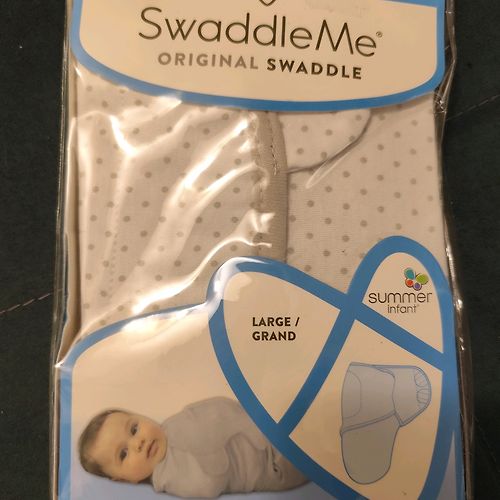 SwaddleMe®
ORIGINAL SWADDLE
summer
infant®
LARGE /
GRAND